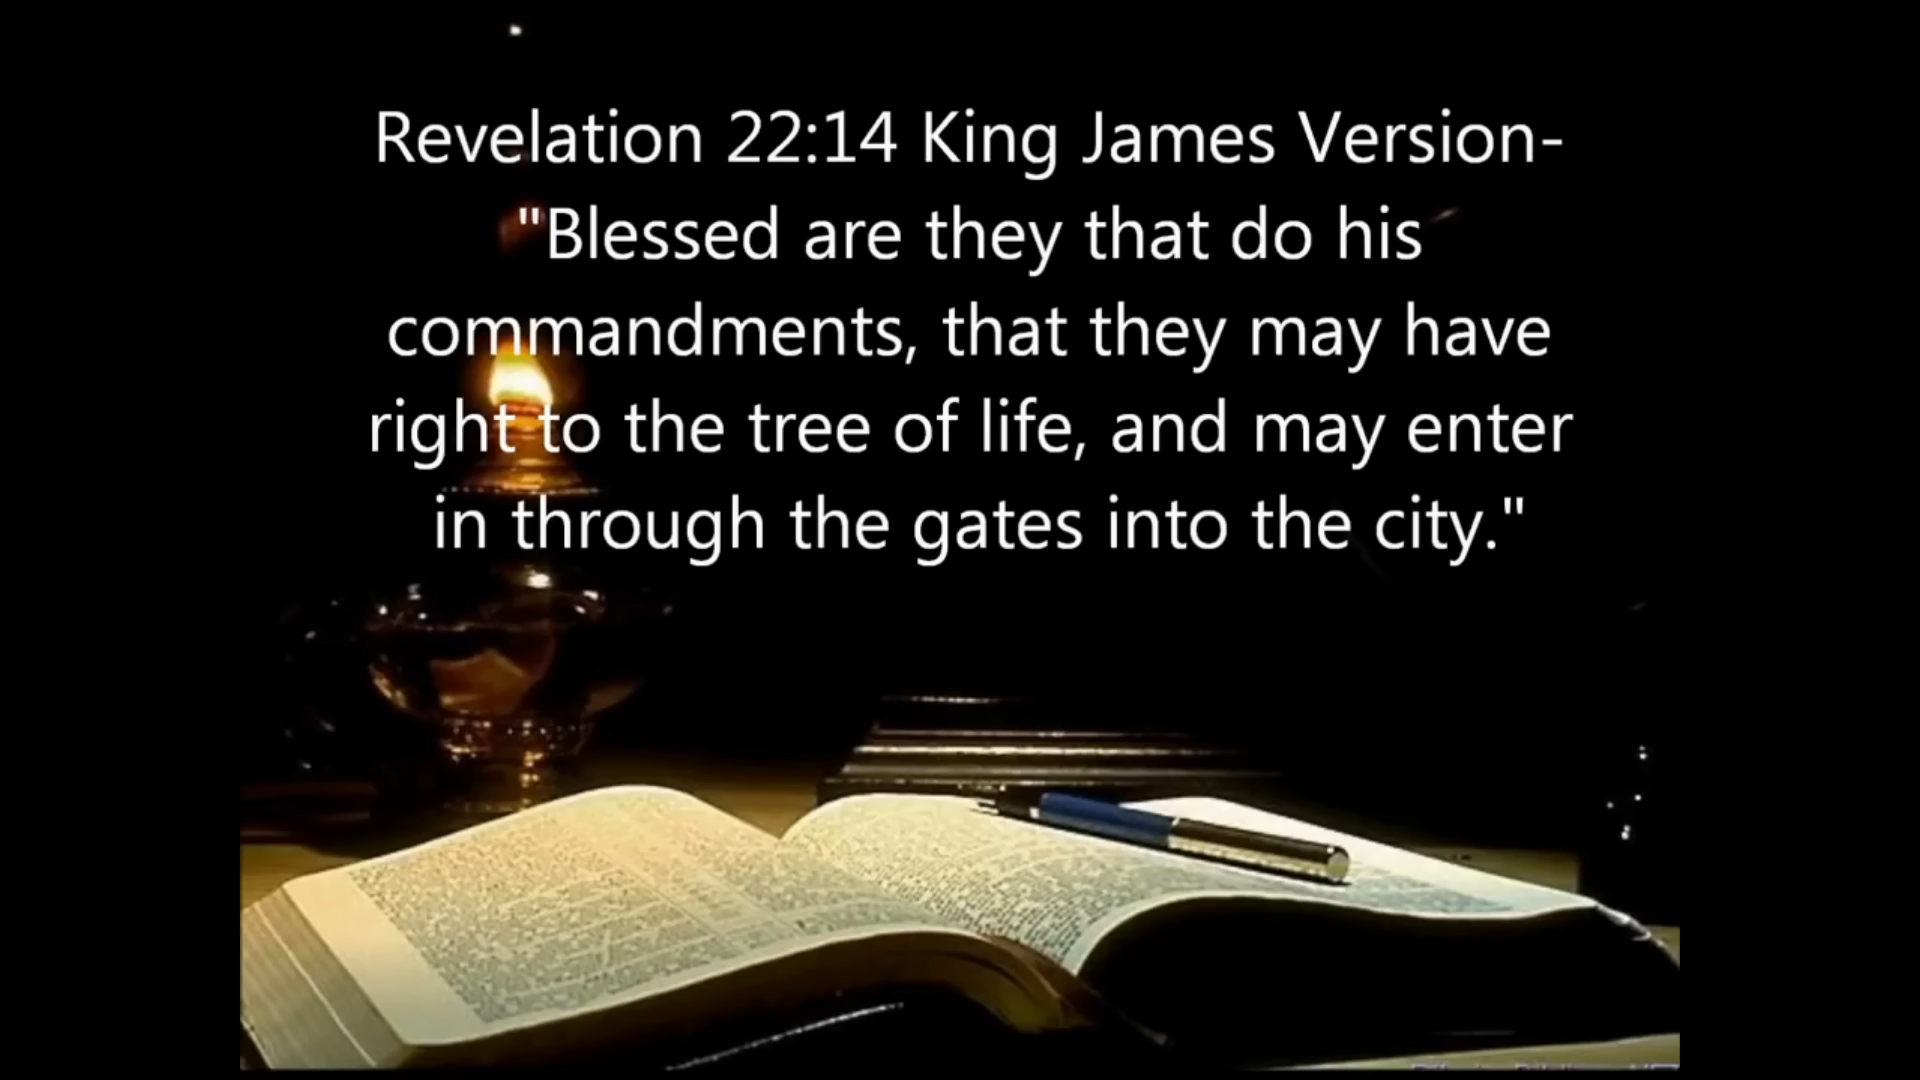 Revelation 22:14 King James Version-
"Blessed are they that do his
commandments, that they may have
right to the tree of life, and may enter
in through the gates into the city."